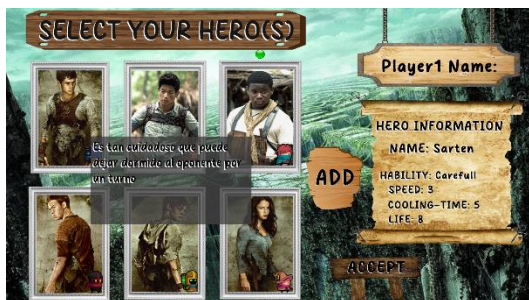 SELECT YOUR HERO(S)
Player1 Name:
Es tan cuidadoso que puede
dejar dormido al oponente por
un turno
ADD
HERO INFORMATION
NAME: Sarten
HABILITY: Carefull
SPEED: 3
COOLING-TIME: 5
LIFE: 8
ACCEPT